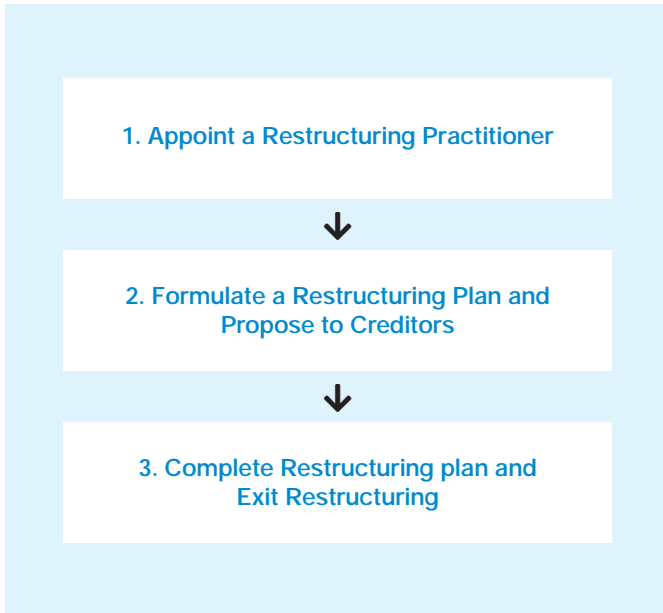 1. Appoint a Restructuring Practitioner
2. Formulate a Restructuring Plan and
Propose to Creditors
3. Complete Restructuring plan and
Exit Restructuring